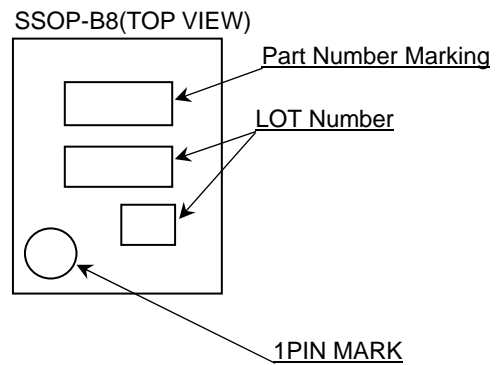 SSOP-B8(TOP VIEW)
Part Number Marking
LOT Number
1PIN MARK